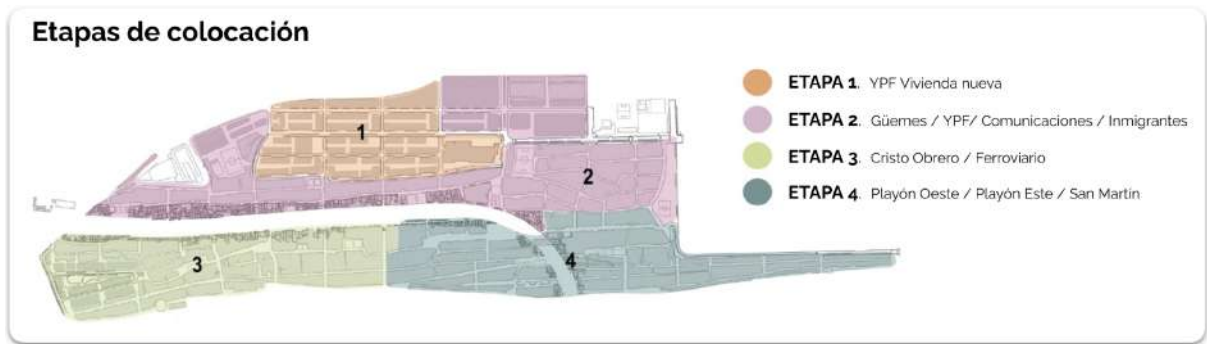 Etapas de colocación
ETAPA 1. YPF Vivienda nueva
ETAPA 2. Güemes / YPF/ Comunicaciones / Inmigrantes
ETAPA 3. Cristo Obrero / Ferroviario
ETAPA 4. Playón Oeste / Playón Este / San Martín
1
2
3
4